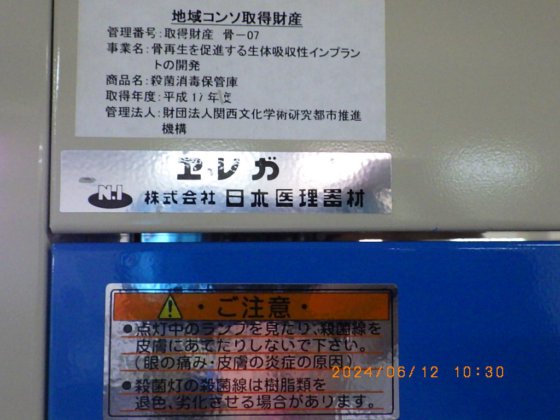 地域コンソ取得財産
管理番号：取得財産 骨－07
事業名：骨再生を促進する生体吸収性インプラン
トの開発
商品名：殺菌消毒保管庫
取得年度：平成17年度
管理法人：財団法人関西文化学術研究都市推進
機構
ヱレガ
N.I 株式会社 日本医理器材
・ご注意・
●点灯中のランプを見たり、殺菌線を
皮膚にあてたりしないで下さい。
（眼の痛み・皮膚の炎症の原因）
●殺菌灯の殺菌線は樹脂類を
退色、劣化させる場合があります。
2024/06/12 10:30